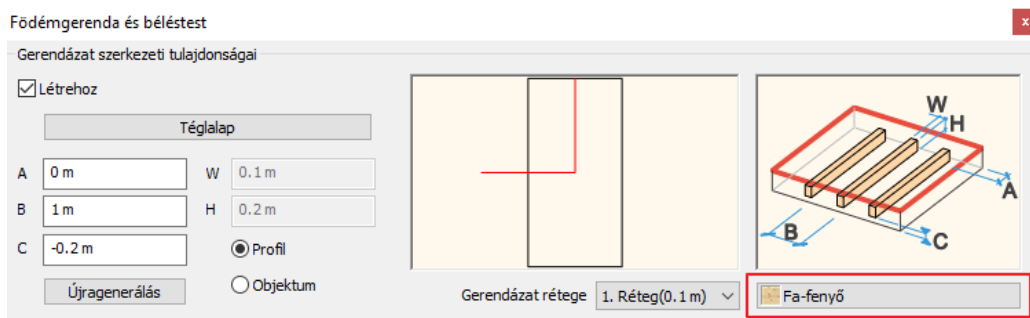 Födémgerenda és béléstest
x
Gerendázat szerkezeti tulajdonságai
Létrehoz
Téglalap
A 0 m W 0.1 m
B 1 m H 0.2 m
C -0.2 m Profil
Újragenerálás Objektum
Gerendázat rétege 1. Réteg(0.1 m) Fa-fenyő
W
H
A
B
C